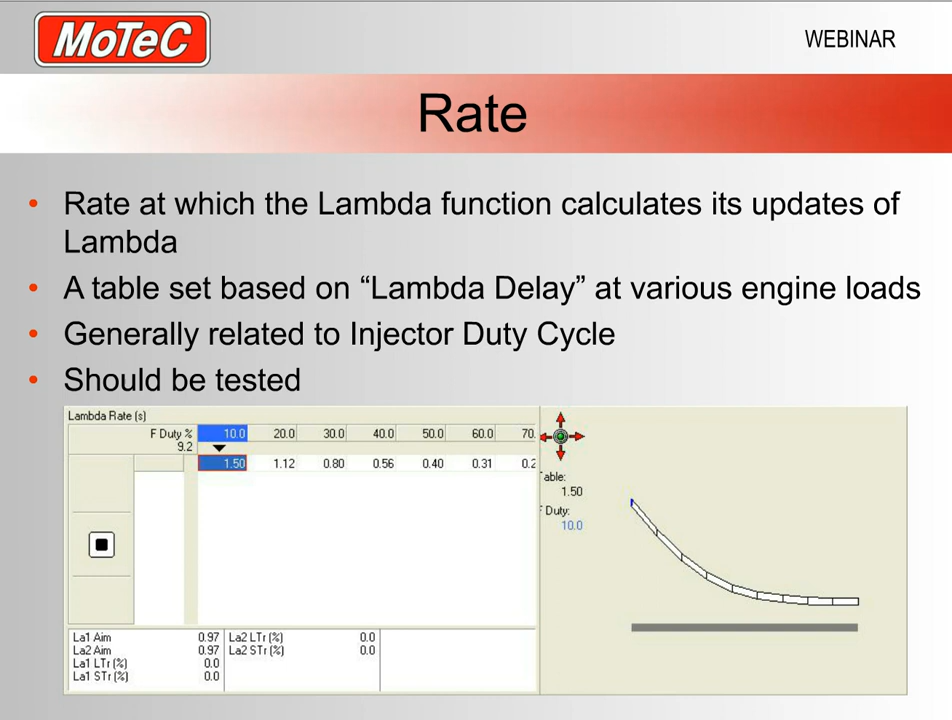 MoTeC
WEBINAR
Rate
• Rate at which the Lambda function calculates its updates of
Lambda
• A table set based on “Lambda Delay” at various engine loads
• Generally related to Injector Duty Cycle
• Should be tested
Lambda Rate (s)
F Duty % 10.0 20.0 30.0 40.0 50.0 60.0 70.
9.2
1.50 1.12 0.80 0.56 0.40 0.31 0.2
able:
1.50
F Duty:
10.0
La1 Aim 0.97 La2 LTr (%) 0.0
La2 Aim 0.97 La2 STr (%) 0.0
La1 LTr (%) 0.0
La1 STr (%) 0.0